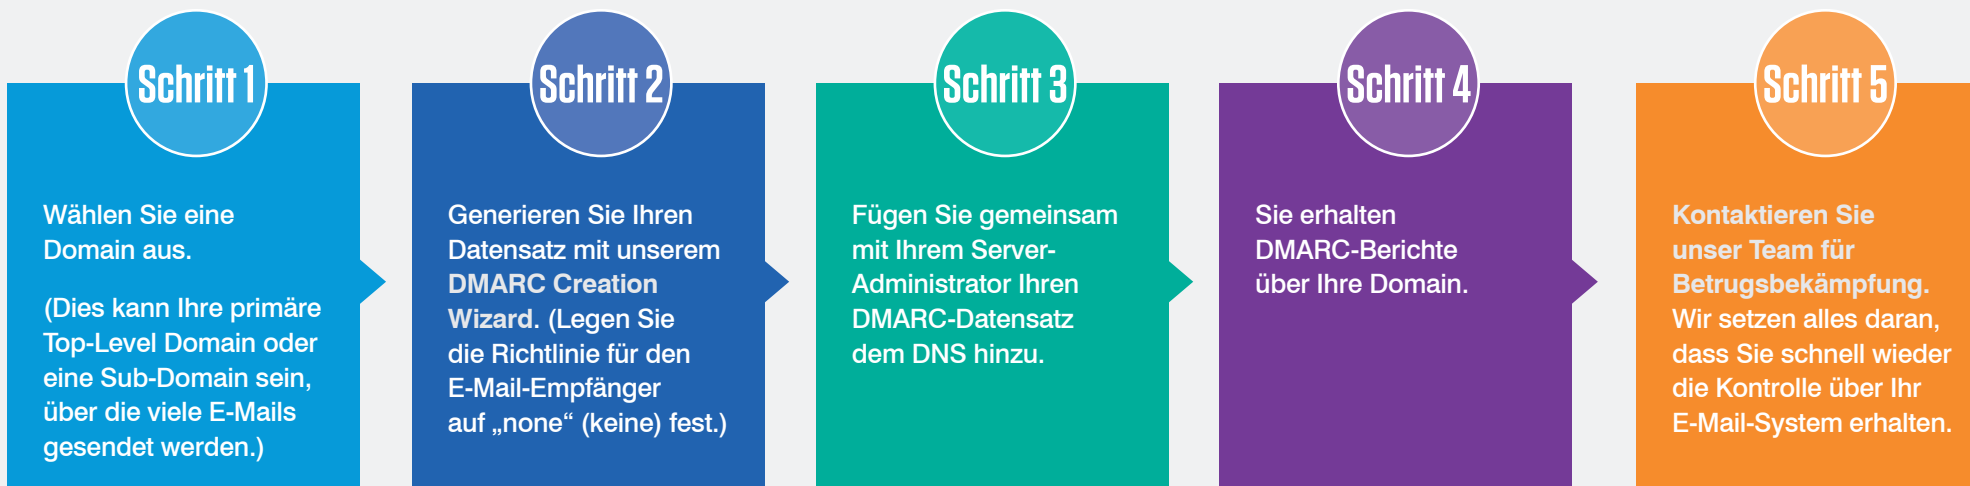 Schritt 1
Wählen Sie eine
Domain aus.
(Dies kann Ihre primäre
Top-Level Domain oder
eine Sub-Domain sein,
über die viele E-Mails
gesendet werden.)
Schritt 2
Generieren Sie Ihren
Datensatz mit unserem
DMARC Creation
Wizard. (Legen Sie
die Richtlinie für den
E-Mail-Empfänger
auf „none“ (keine) fest.)
Schritt 3
Fügen Sie gemeinsam
mit Ihrem Server-
Administrator Ihren
DMARC-Datensatz
dem DNS hinzu.
Schritt 4
Sie erhalten
DMARC-Berichte
über Ihre Domain.
Schritt 5
Kontaktieren Sie
unser Team für
Betrugsbekämpfung.
Wir setzen alles daran,
dass Sie schnell wieder
die Kontrolle über Ihr
E-Mail-System erhalten.